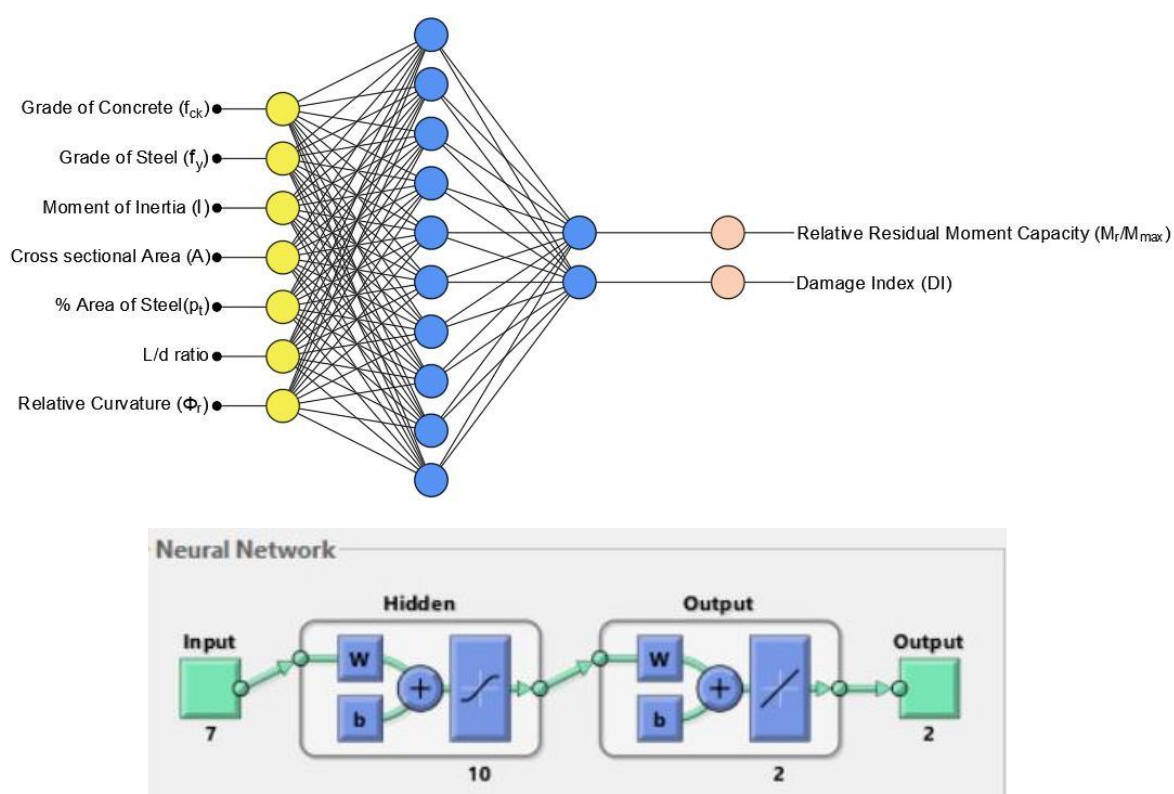 Grade of Concrete (fck)
Grade of Steel (fy)
Moment of Inertia (I)
Cross sectional Area (A)
% Area of Steel(pt)
L/d ratio
Relative Curvature (Φr)
Relative Residual Moment Capacity (Mr/Mmax)
Damage Index (DI)
Neural Network
Hidden
Output
Input
W
b
+
W
b
+
Output
7
10
2
2